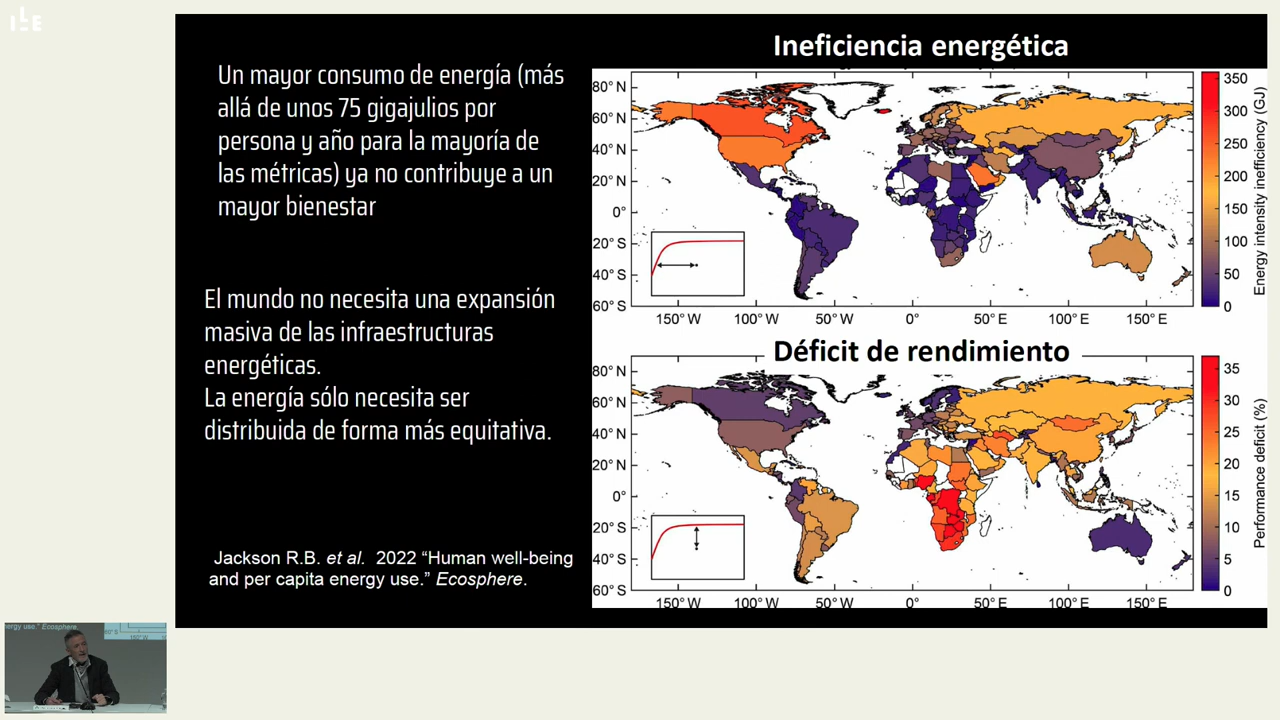 ILE
Un mayor consumo de energía (más
allá de unos 75 gigajulios por
persona y año para la mayoría de
las métricas) ya no contribuye a un
mayor bienestar
El mundo no necesita una expansión
masiva de las infraestructuras
energéticas.
La energía sólo necesita ser
distribuida de forma más equitativa.
Jackson R.B. et al. 2022 “Human well-being
and per capita energy use.” Ecosphere.
Ineficiencia energética
80° N
60° N
40° N
20° N
0°
20° S
40° S
60° S
150° W
100° W
50° W
0°
50° E
100° E
150° E
350
300
250
200
150
100
50
0
Energy intensity inefficiency (GJ)
Déficit de rendimiento
80° N
60° N
40° N
20° N
0°
20° S
40° S
60° S
150° W
100° W
50° W
0°
50° E
100° E
150° E
35
30
25
20
15
10
5
0
Performance deficit (%)
ergy use.” Ecosphere.
60° S
150° W